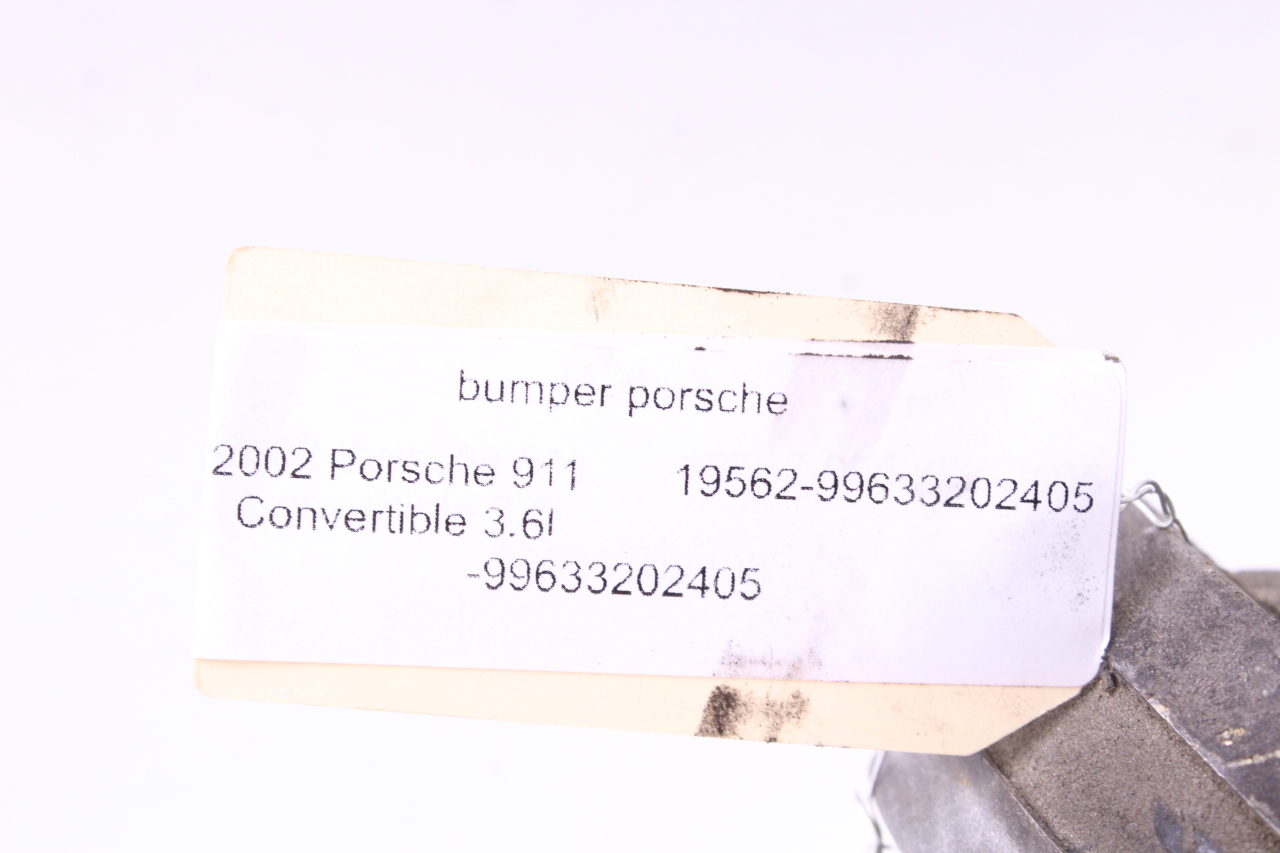 bumper porsche
2002 Porsche 911 19562-99633202405
Convertible 3.6l
-99633202405